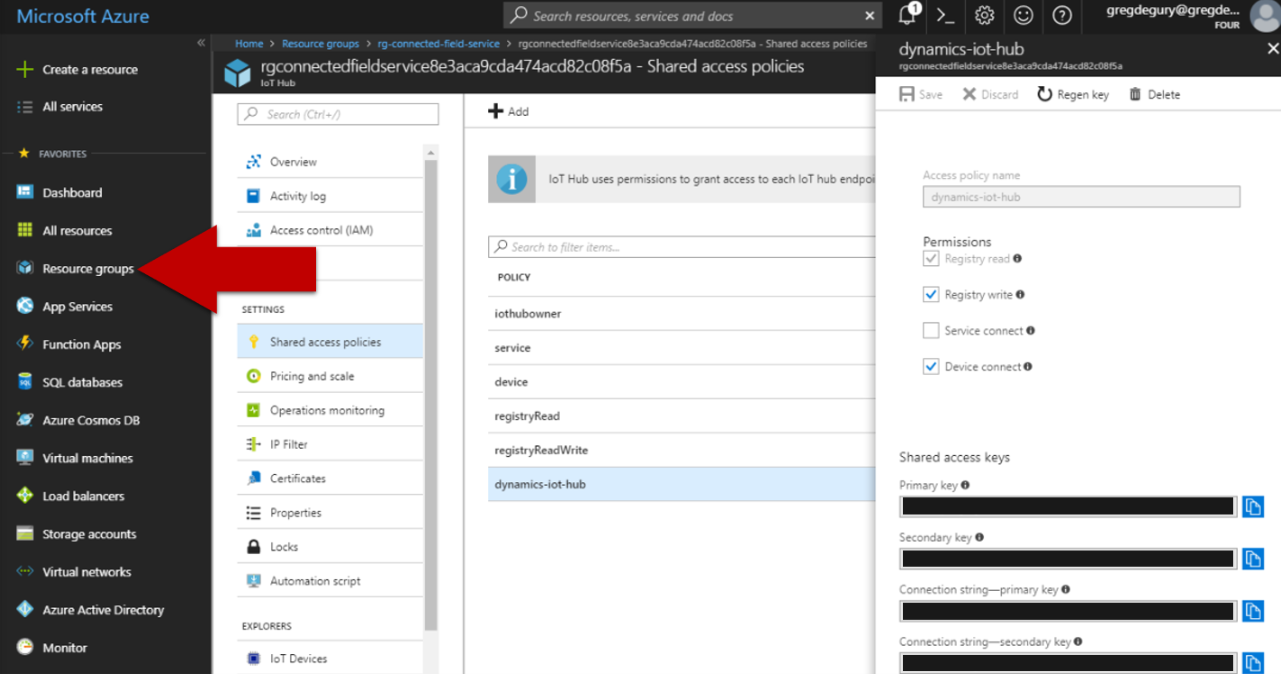 Microsoft Azure
Search resources, services and docs
1
gregdegury@gregde...
FOUR
Create a resource
All services
FAVORITES
Dashboard
All resources
Resource groups
App Services
Function Apps
SQL databases
Azure Cosmos DB
Virtual machines
Load balancers
Storage accounts
Virtual networks
Azure Active Directory
Monitor
Home > Resource groups > rg-connected-field-service > rgconnectedfieldservice8e3aca9cda474acd82c08f5a - Shared access policies
rgconnectedfieldservice8e3aca9cda474acd82c08f5a - Shared access policies
IoT Hub
Search (Ctrl+/)
Overview
Activity log
Access control (IAM)
SETTINGS
Shared access policies
Pricing and scale
Operations monitoring
IP Filter
Certificates
Properties
Locks
Automation script
EXPLORERS
IoT Devices
Add
IoT Hub uses permissions to grant access to each IoT hub endpoi
Search to filter items...
POLICY
iothubowner
service
device
registryRead
registryReadWrite
dynamics-iot-hub
dynamics-iot-hub
rgconnectedfieldservice8e3aca9cda474acd82c08f5a
Save Discard Regen key Delete
Access policy name
dynamics-iot-hub
Permissions
Registry read
Registry write
Service connect
Device connect
Shared access keys
Primary key
Secondary key
Connection string—primary key
Connection string—secondary key